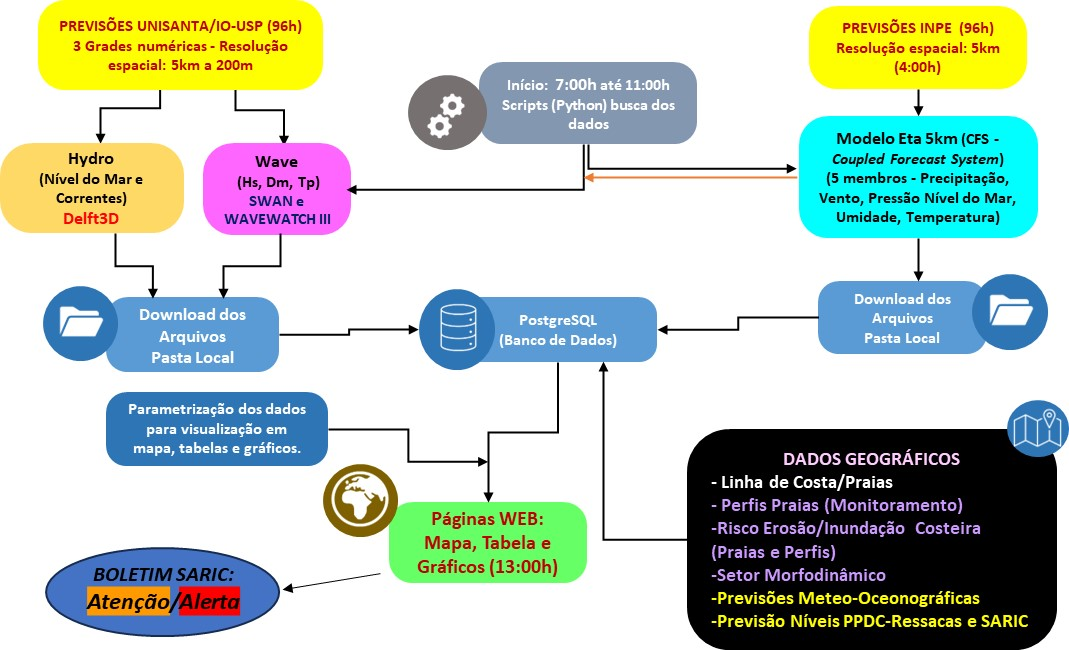 PREVISÕES UNISANTA/IO-USP (96h)
3 Grades numéricas - Resolução
espacial: 5km a 200m
PREVISÕES INPE (96h)
Resolução espacial: 5km
(4:00h)
Início: 7:00h até 11:00h
Scripts (Python) busca dos
dados
Hydro
(Nível do Mar e
Correntes)
Delft3D
Wave
(Hs, Dm, Tp)
SWAN e
WAVEWATCH III
Modelo Eta 5km (CFS -
Coupled Forecast System)
(5 membros - Precipitação,
Vento, Pressão Nível do Mar,
Umidade, Temperatura)
Download dos
Arquivos
Pasta Local
PostgreSQL
(Banco de Dados)
Download dos
Arquivos
Pasta Local
Parametrização dos dados
para visualização em
mapa, tabelas e gráficos.
Páginas WEB:
Mapa, Tabela e
Gráficos (13:00h)
BOLETIM SARIC:
Atenção/Alerta
DADOS GEOGRÁFICOS
- Linha de Costa/Praias
- Perfis Praias (Monitoramento)
-Risco Erosão/Inundação Costeira
(Praias e Perfis)
-Setor Morfodinâmico
-Previsões Meteo-Oceonográficas
-Previsão Níveis PPDC-Ressacas e SARIC